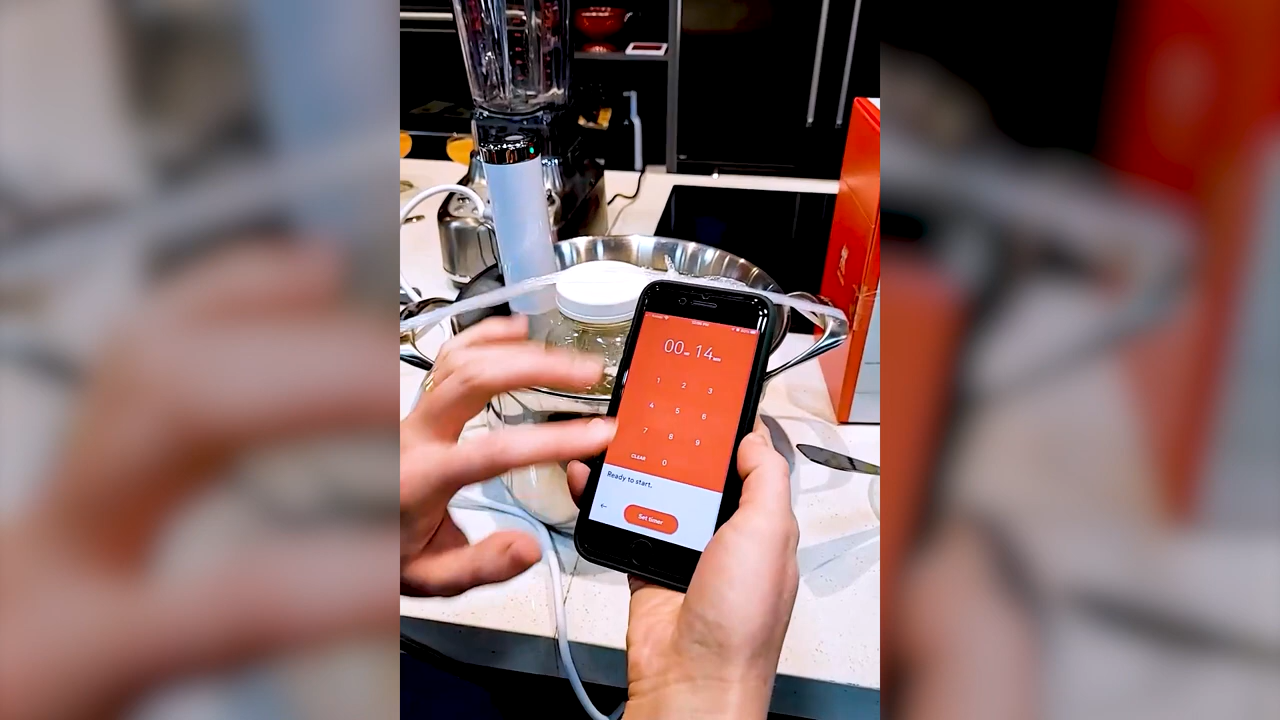 00 14
1 2 3
4 5 6
7 8 9
CLEAR 0
Ready to start.
←
Set timer